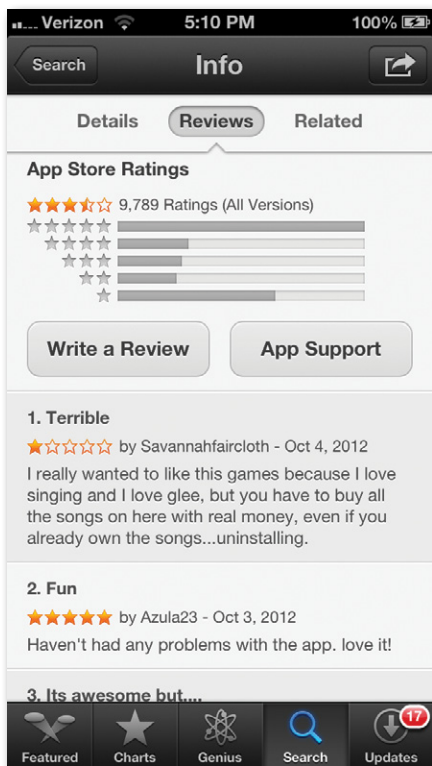 Verizon 5:10 PM 100%
Search Info
Details Reviews Related
App Store Ratings
9,789 Ratings (All Versions)
Write a Review App Support
1. Terrible
by Savannahfaircloth - Oct 4, 2012
I really wanted to like this games because I love
singing and I love glee, but you have to buy all
the songs on here with real money, even if you
already own the songs...uninstalling.
2. Fun
by Azula23 - Oct 3, 2012
Haven't had any problems with the app. love it!
3. Its awesome but....
17
Featured Charts Genius Search Updates